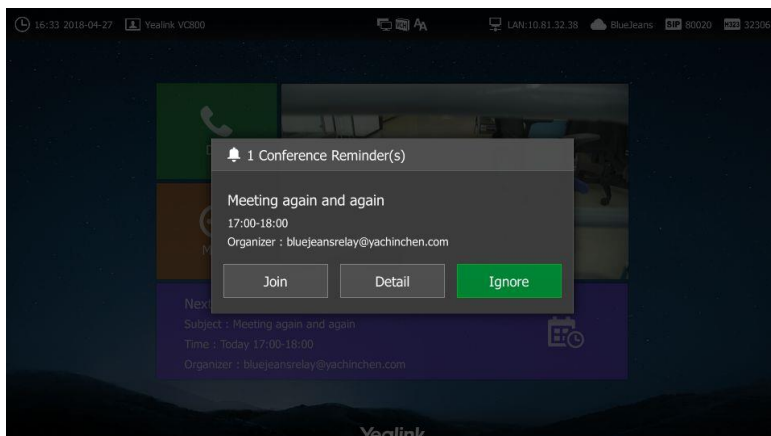 16:33 2018-04-27 Yealink VC800 LAN:10.81.32.38 BlueJeans SIP 80020 32306
1 Conference Reminder(s)
Meeting again and again
17:00-18:00
Organizer : bluejeansrelay@yachinchen.com
Join Detail Ignore
Next
Subject : Meeting again and again
Time : Today 17:00-18:00
Organizer : bluejeansrelay@yachinchen.com
Yealink